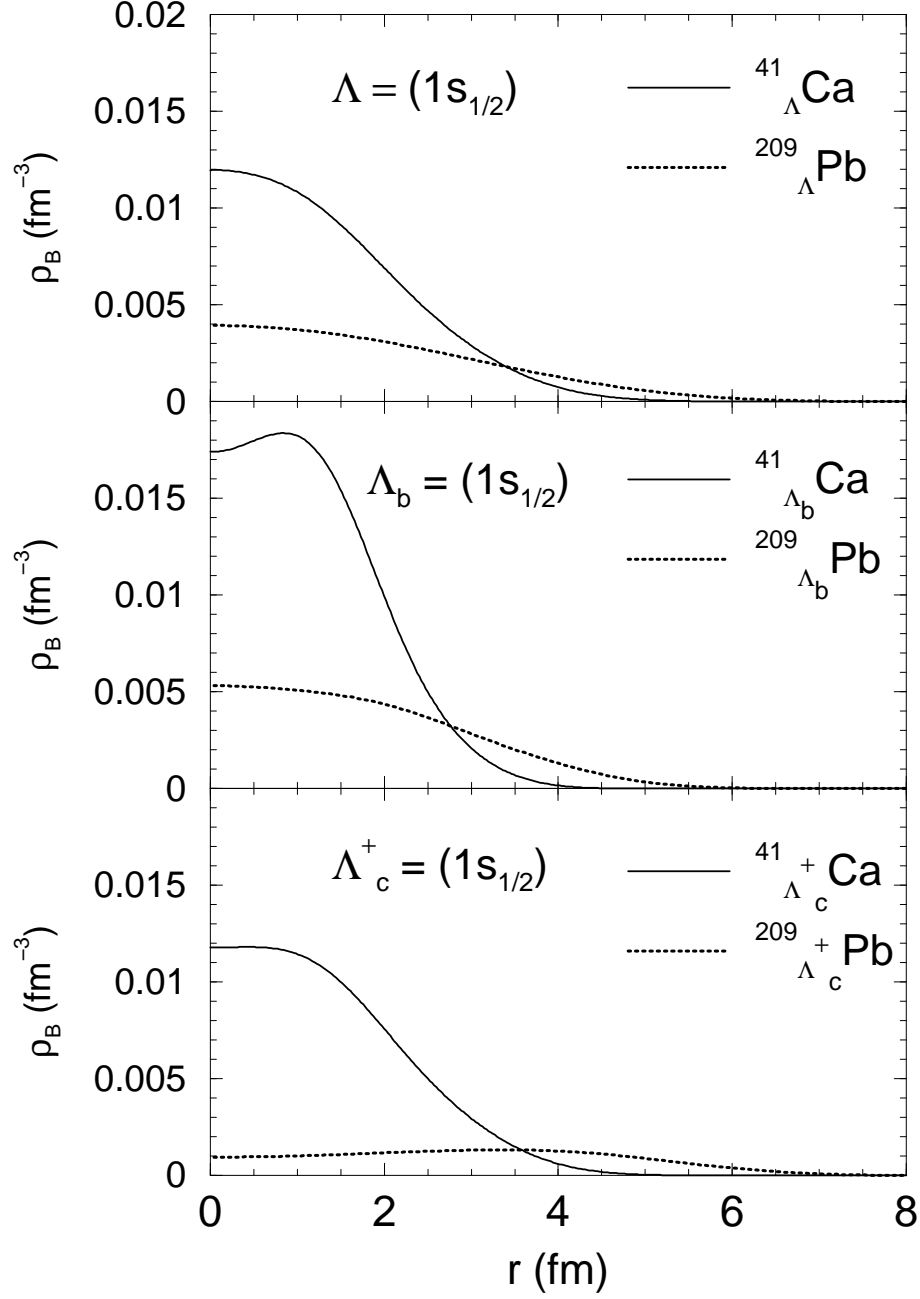 0.02
Λ = (1s₁/₂)
⁴¹ΛCa
0.015
²⁰⁹ΛPb
ρB (fm⁻³)
0.01
0.005
0
Λb = (1s₁/₂)
⁴¹ΛbCa
0.015
²⁰⁹ΛbPb
ρB (fm⁻³)
0.01
0.005
0
Λ⁺c = (1s₁/₂)
⁴¹Λ⁺cCa
0.015
²⁰⁹Λ⁺cPb
ρB (fm⁻³)
0.01
0.005
0
0 2 4 6 8
r (fm)